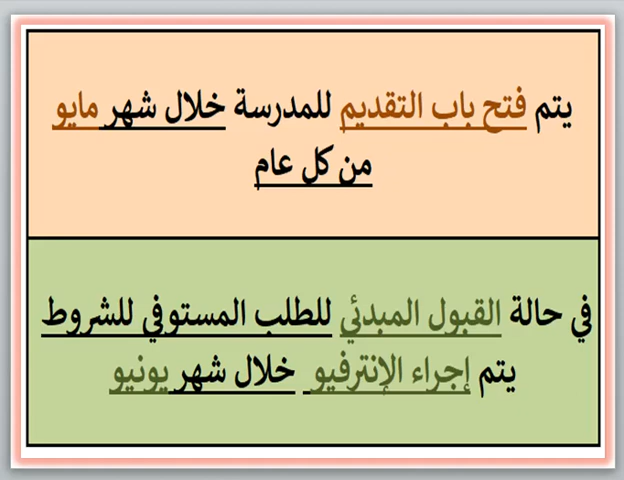 يتم فتح باب التقديم للمدرسة خلال شهر مايو
من كل عام
في حالة القبول المبدئي للطلب المستوفي للشروط
يتم إجراء الإنترفيو خلال شهر يونيو